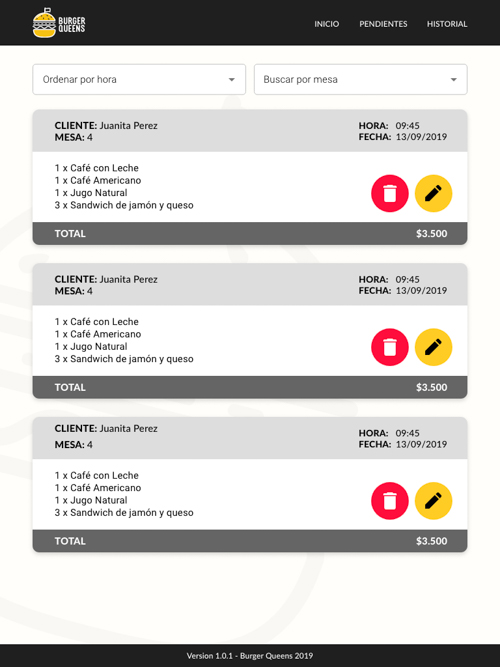 BURGER
QUEENS
INICIO PENDIENTES HISTORIAL
Ordenar por hora
Buscar por mesa
CLIENTE: Juanita Perez
MESA: 4
HORA: 09:45
FECHA: 13/09/2019
1 x Café con Leche
1 x Café Americano
1 x Jugo Natural
3 x Sandwich de jamón y queso
TOTAL $3.500
CLIENTE: Juanita Perez
MESA: 4
HORA: 09:45
FECHA: 13/09/2019
1 x Café con Leche
1 x Café Americano
1 x Jugo Natural
3 x Sandwich de jamón y queso
TOTAL $3.500
CLIENTE: Juanita Perez
MESA: 4
HORA: 09:45
FECHA: 13/09/2019
1 x Café con Leche
1 x Café Americano
1 x Jugo Natural
3 x Sandwich de jamón y queso
TOTAL $3.500
Version 1.0.1 - Burger Queens 2019